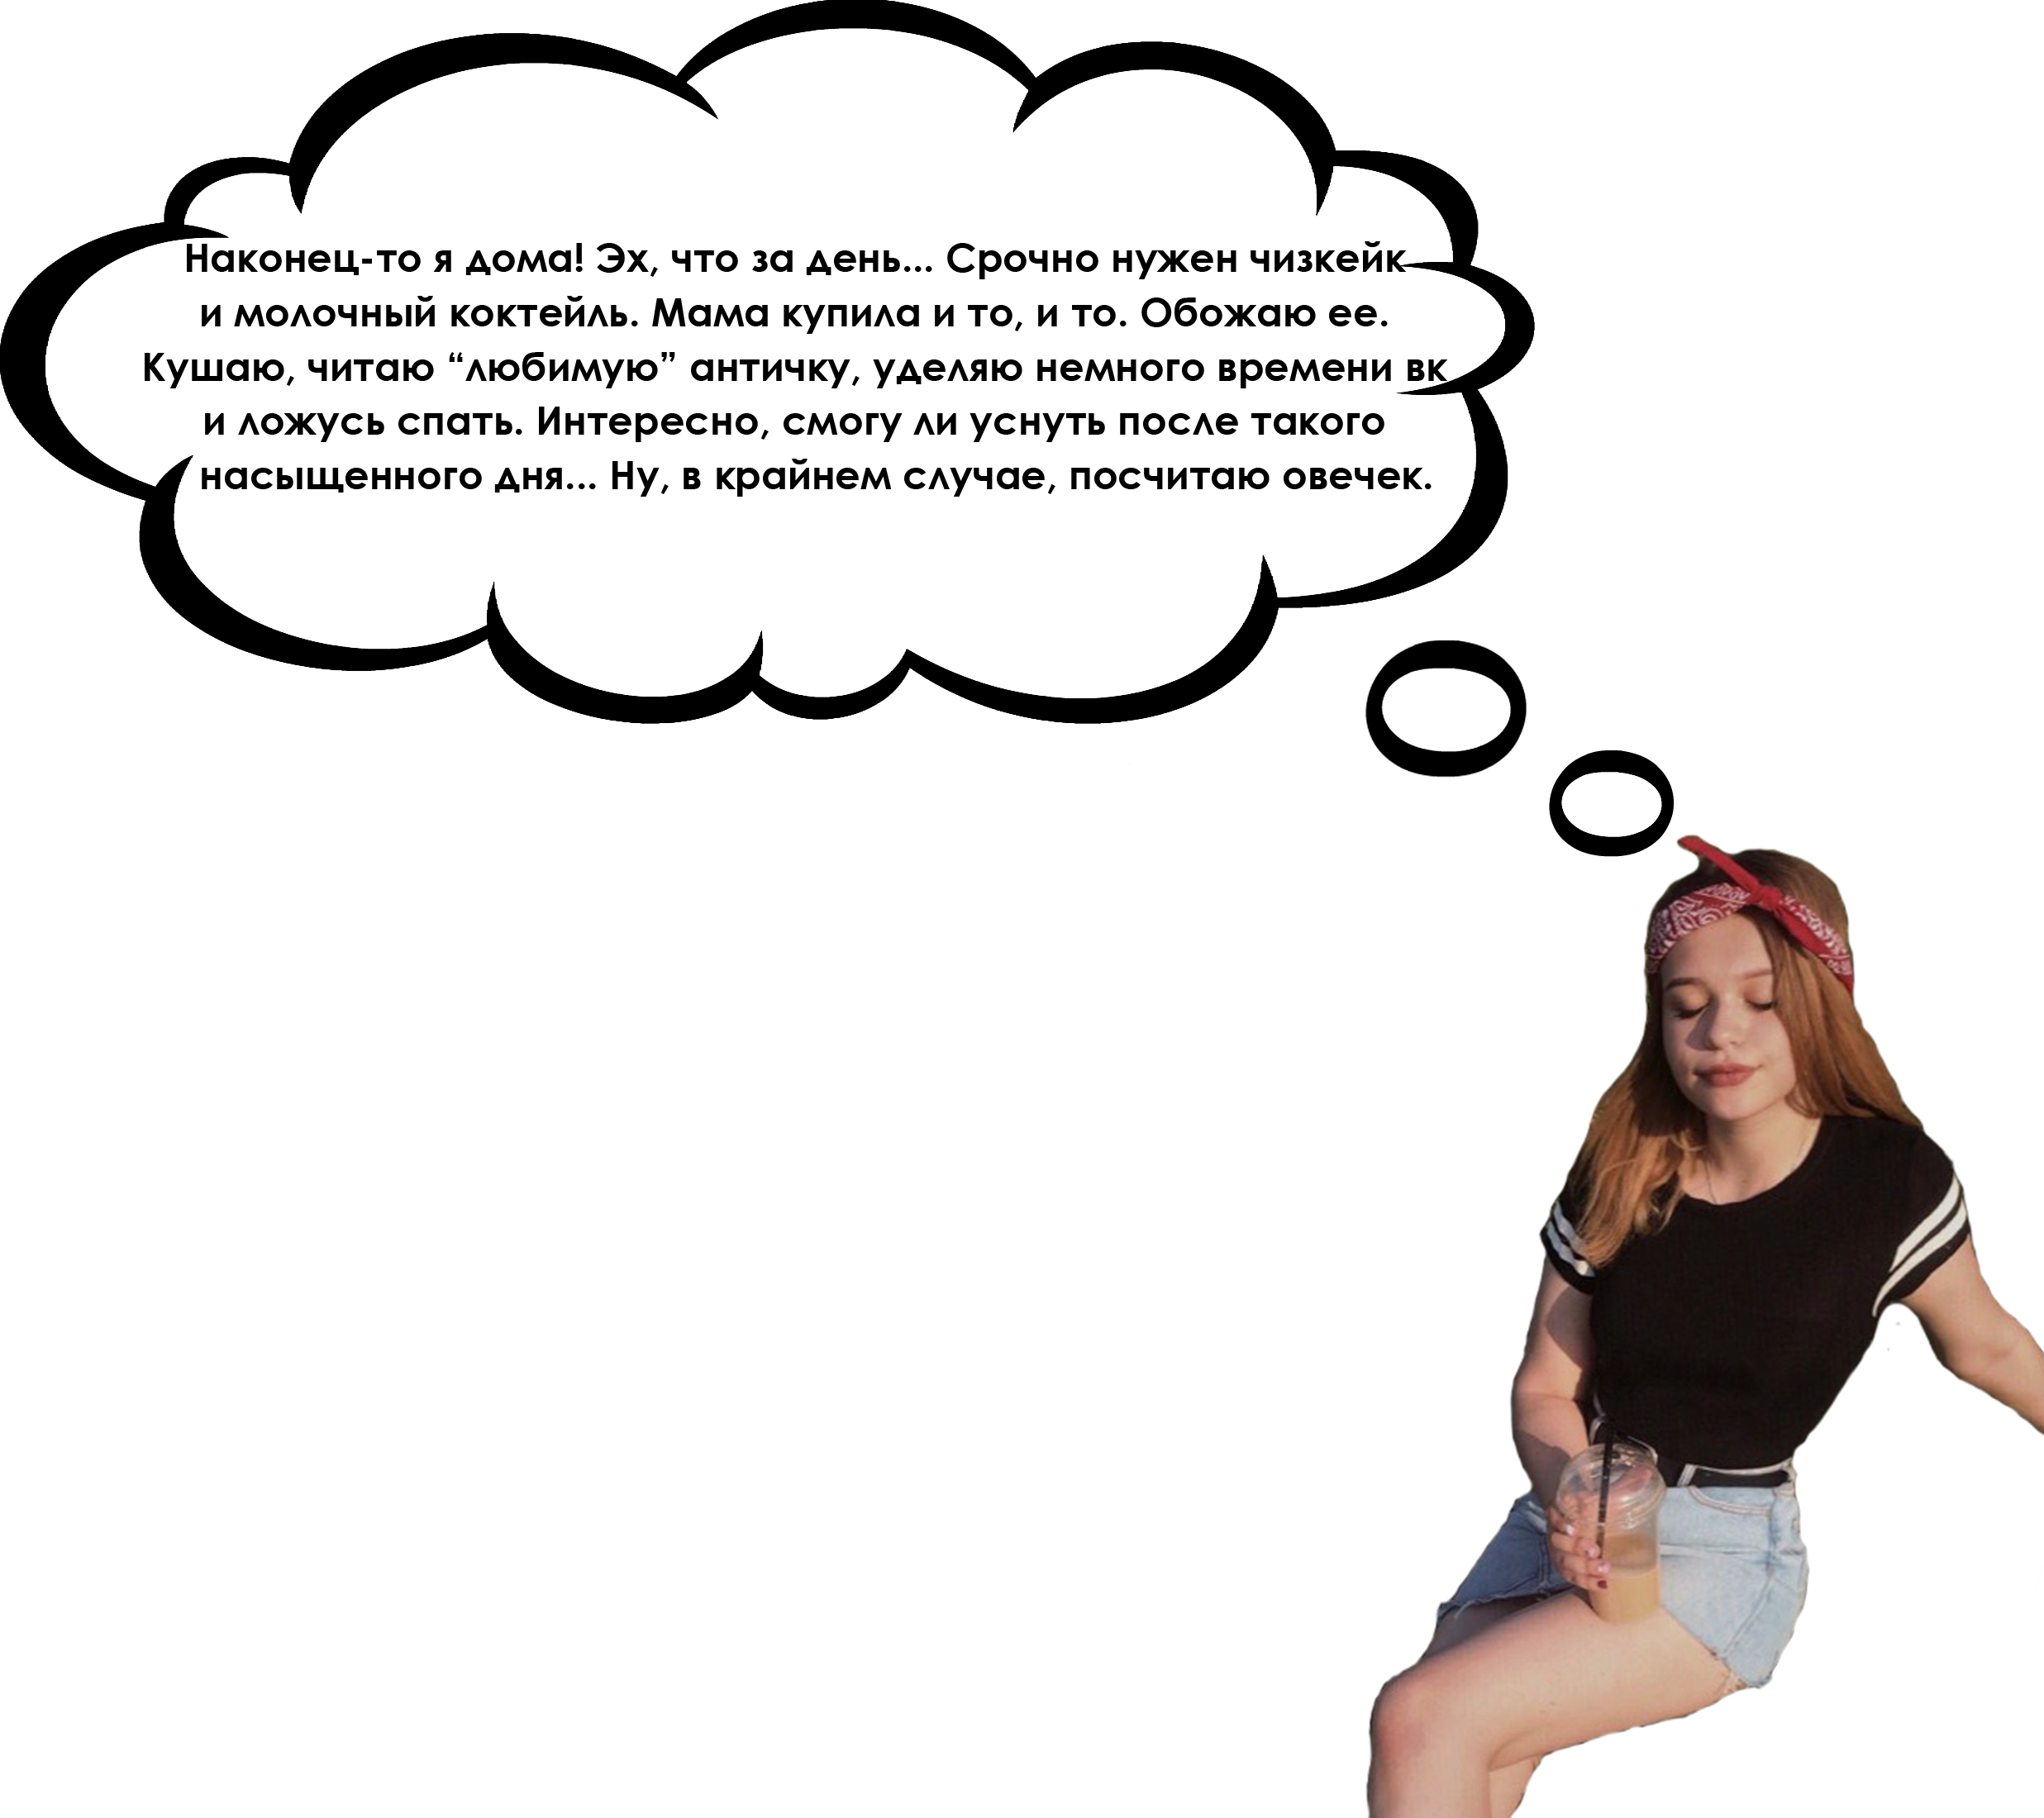 Наконец-то я дома! Эх, что за день... Срочно нужен чизкейк
и молочный коктейль. Мама купила и то, и то. Обожаю ее.
Кушаю, читаю “любимую” античку, уделяю немного времени вк
и ложусь спать. Интересно, смогу ли уснуть после такого
насыщенного дня... Ну, в крайнем случае, посчитаю овечек.